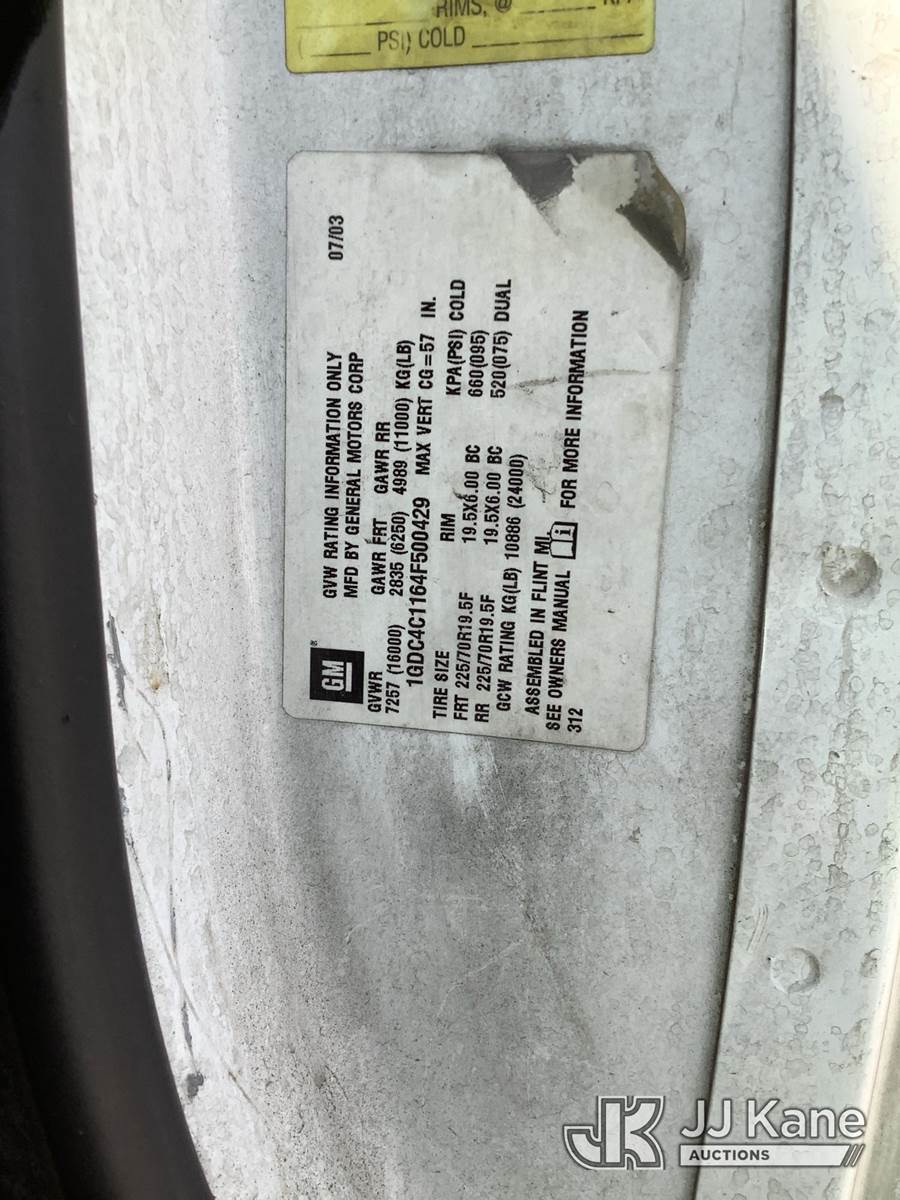 RIMS, @
( PSI) COLD
GM
GVW RATING INFORMATION ONLY 07/03
MFD BY GENERAL MOTORS CORP
GVWR GAWR FRT GAWR RR
7257 (16000) 2835 (6250) 4989 (11000) KG(LB)
1GDC4C1164F500429 MAX VERT CG = 57 IN.
TIRE SIZE RIM KPA(PSI) COLD
FRT 225/70R19.5F 19.5X6.00 BC 660(095)
RR 225/70R19.5F 19.5X6.00 BC 520(075) DUAL
GCW RATING KG(LB) 10886 (24000)
ASSEMBLED IN FLINT MI.
SEE OWNERS MANUAL i FOR MORE INFORMATION
312
JK JJ Kane
AUCTIONS